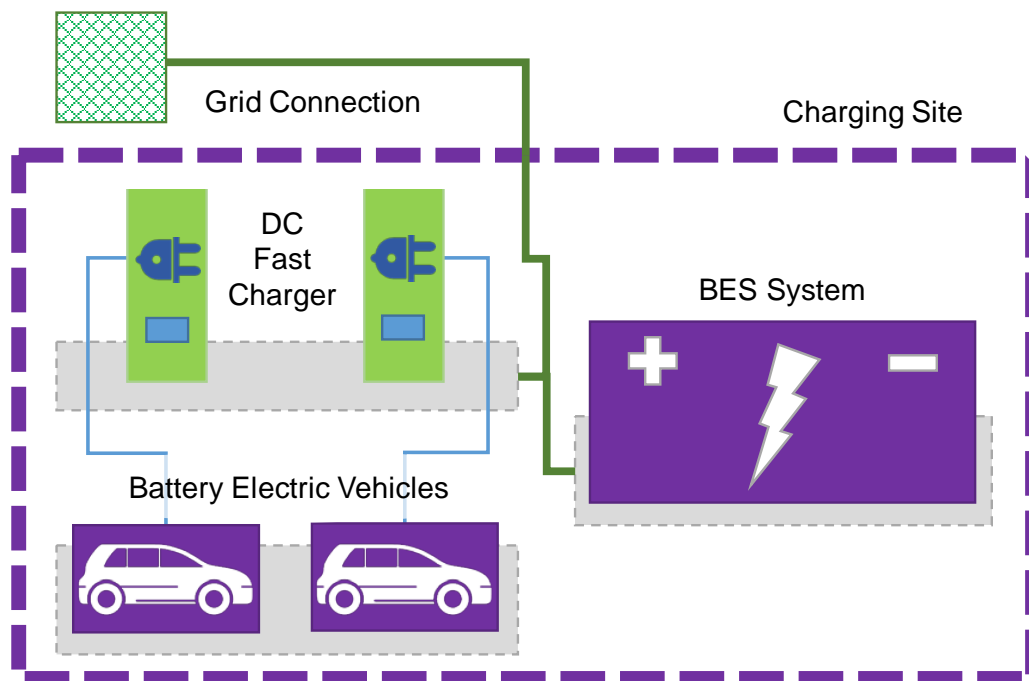 Grid Connection
Charging Site
DC
Fast
Charger
BES System
Battery Electric Vehicles